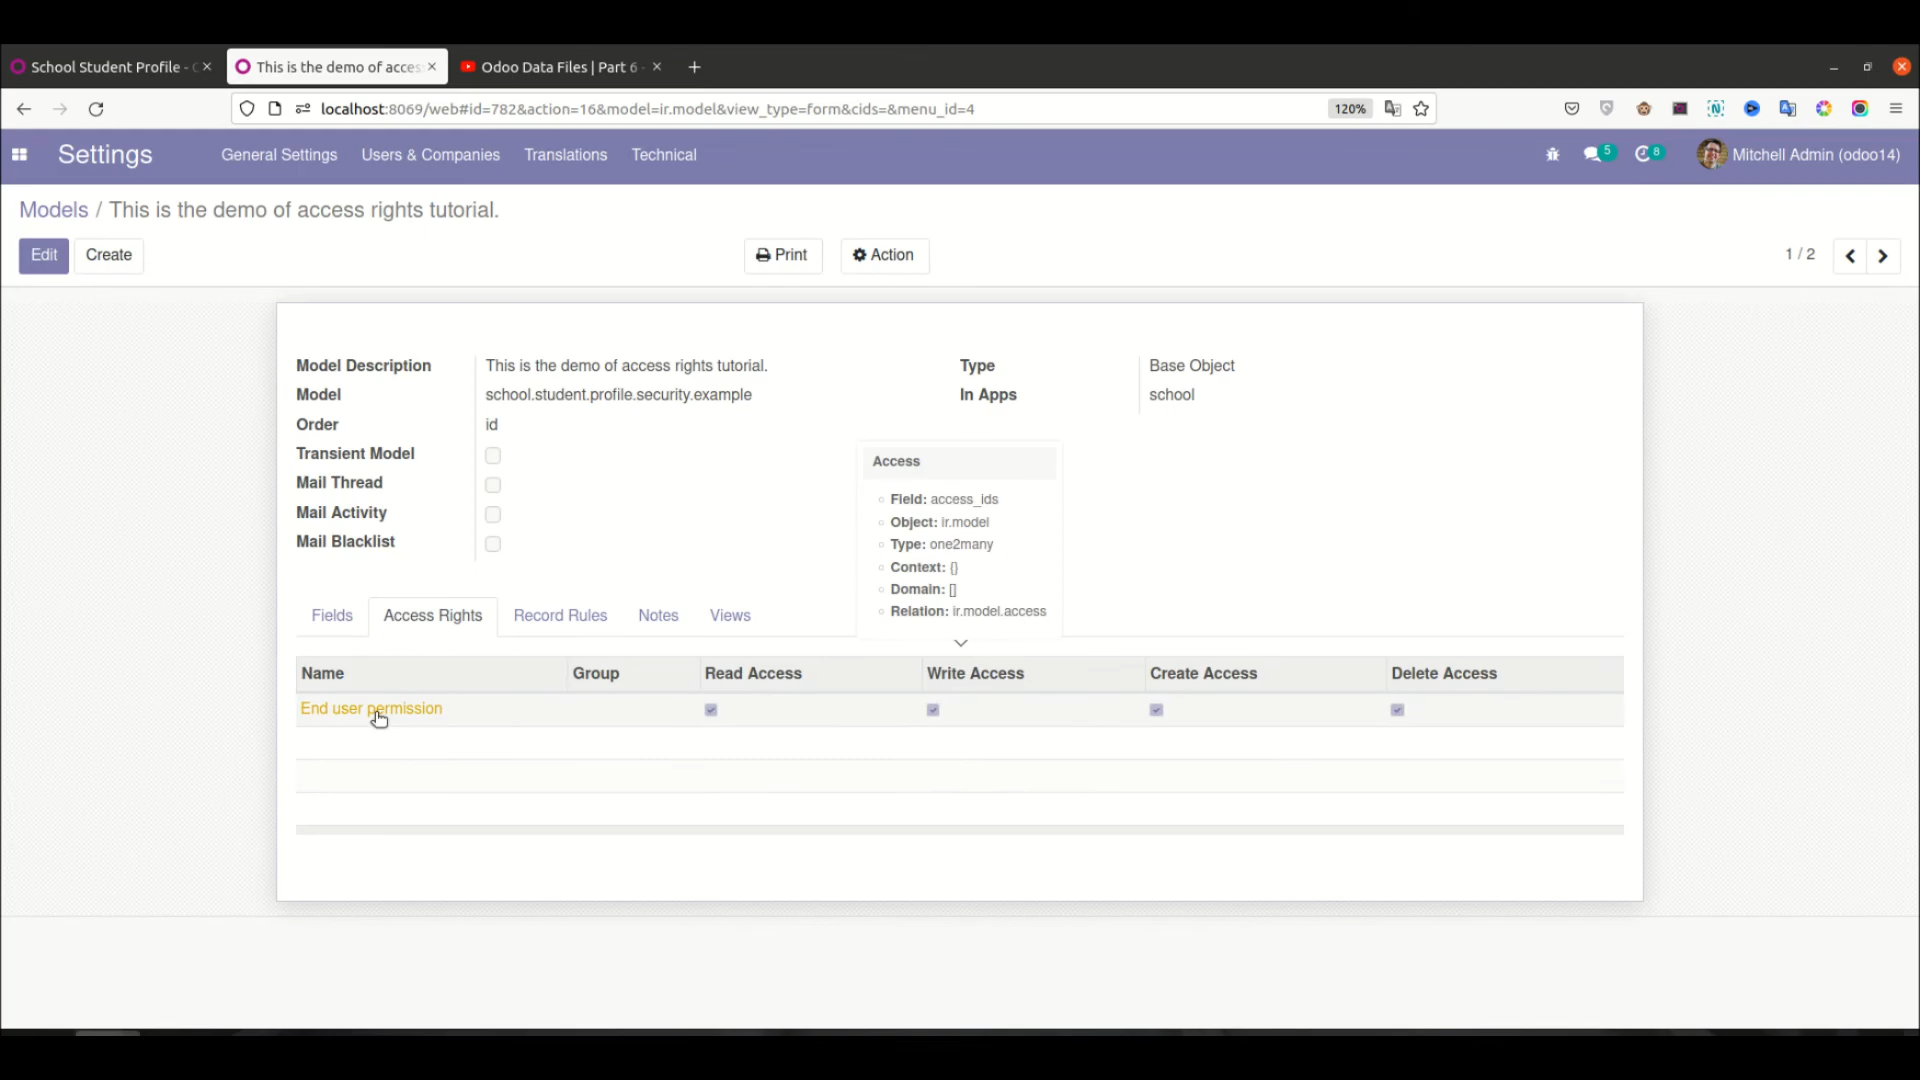 School Student Profile - 
This is the demo of acces
Odoo Data Files | Part 6 -
localhost:8069/web#id=782&action=16&model=ir.model&view_type=form&cids=&menu_id=4
120%
Settings
General Settings
Users & Companies
Translations
Technical
5
8
Mitchell Admin (odoo14)
Models / This is the demo of access rights tutorial.
Edit
Create
Print
Action
1 / 2
Model Description
This is the demo of access rights tutorial.
Type
Base Object
Model
school.student.profile.security.example
In Apps
school
Order
id
Transient Model
Mail Thread
Mail Activity
Mail Blacklist
Access
Field: access_ids
Object: ir.model
Type: one2many
Context: {}
Domain: []
Relation: ir.model.access
Fields
Access Rights
Record Rules
Notes
Views
Name
Group
Read Access
Write Access
Create Access
Delete Access
End user permission